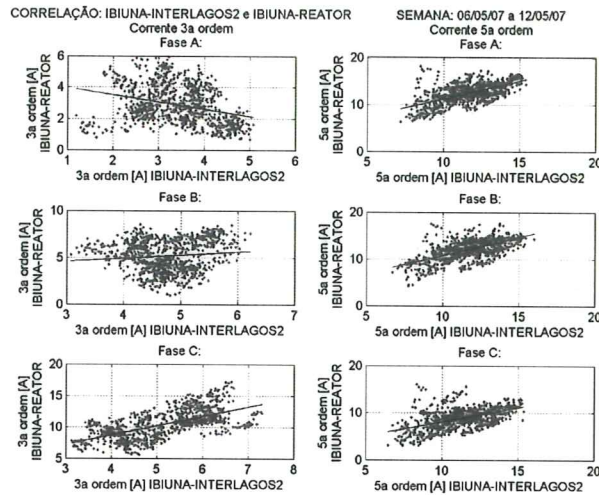 CORRELAÇÃO: IBIUNA-INTERLAGOS2 e IBIUNA-REATOR
SEMANA: 06/05/07 a 12/05/07
Corrente 3a ordem
Corrente 5a ordem
Fase A:
3a ordem [A]
IBIUNA-REATOR
6
4
2
0
1 2 3 4 5 6
3a ordem [A] IBIUNA-INTERLAGOS2
Fase A:
5a ordem [A]
IBIUNA-REATOR
20
10
0
5 10 15 20
5a ordem [A] IBIUNA-INTERLAGOS2
Fase B:
3a ordem [A]
IBIUNA-REATOR
10
5
0
3 4 5 6 7
3a ordem [A] IBIUNA-INTERLAGOS2
Fase B:
5a ordem [A]
IBIUNA-REATOR
20
10
0
5 10 15 20
5a ordem [A] IBIUNA-INTERLAGOS2
Fase C:
3a ordem [A]
IBIUNA-REATOR
20
15
10
5
3 4 5 6 7 8
3a ordem [A] IBIUNA-INTERLAGOS2
Fase C:
5a ordem [A]
IBIUNA-REATOR
20
10
0
5 10 15 20
5a ordem [A] IBIUNA-INTERLAGOS2